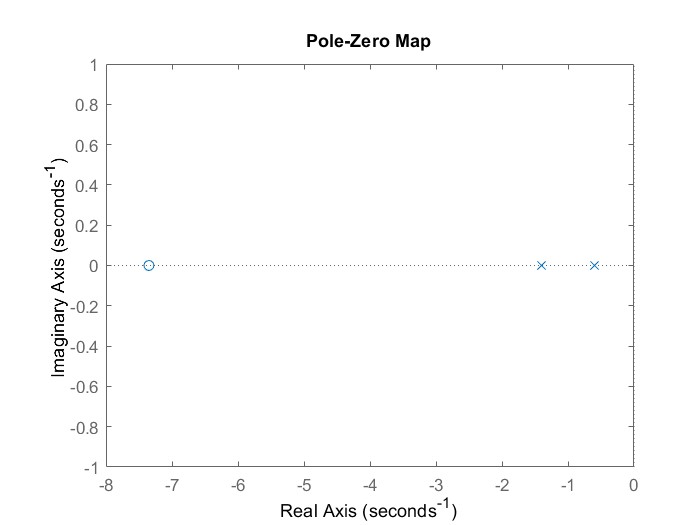 Pole-Zero Map
1
0.8
0.6
0.4
0.2
0
-0.2
-0.4
-0.6
-0.8
-1
Imaginary Axis (seconds⁻¹)
-8 -7 -6 -5 -4 -3 -2 -1 0
Real Axis (seconds⁻¹)